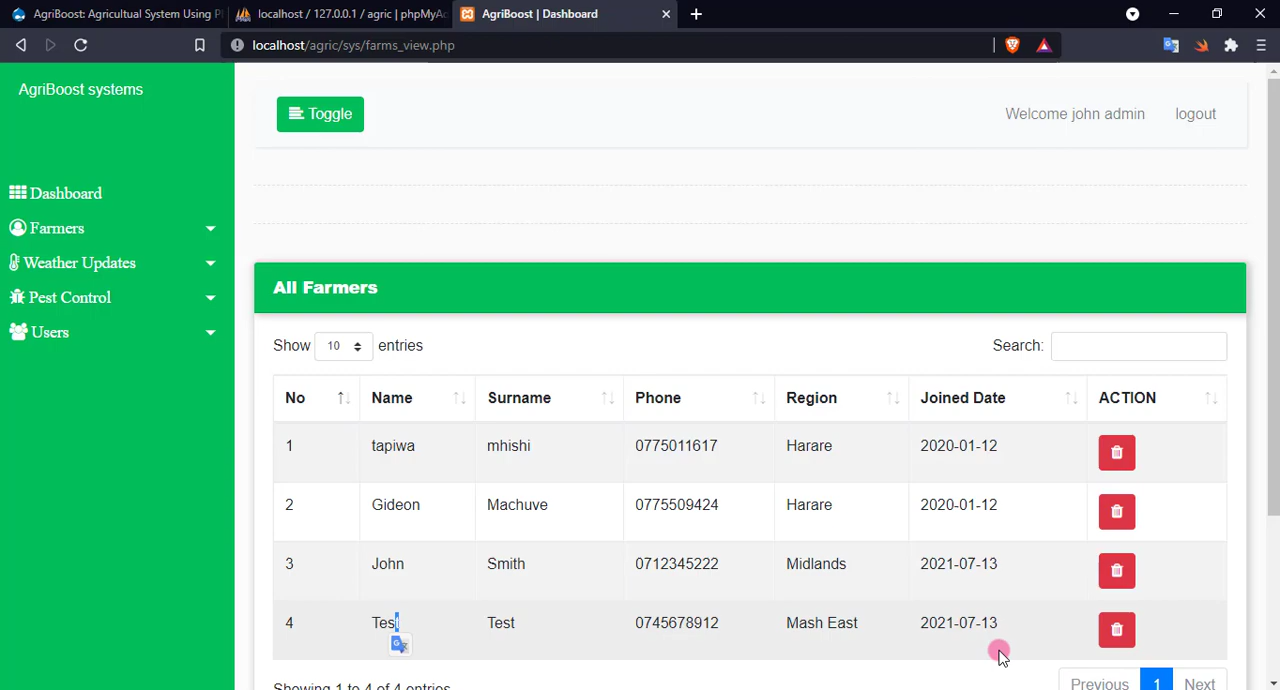 AgriBoost: Agricultual System Using P
localhost / 127.0.0.1 / agric | phpMyA
AgriBoost | Dashboard
localhost/agric/sys/farms_view.php
AgriBoost systems
Toggle
Welcome john admin
logout
Dashboard
Farmers
Weather Updates
Pest Control
Users
All Farmers
Show 10 entries
Search:
No Name Surname Phone Region Joined Date ACTION
1 tapiwa mhishi 0775011617 Harare 2020-01-12
2 Gideon Machuve 0775509424 Harare 2020-01-12
3 John Smith 0712345222 Midlands 2021-07-13
4 Test Test 0745678912 Mash East 2021-07-13
Showing 1 to 4 of 4 entries
Previous 1 Next